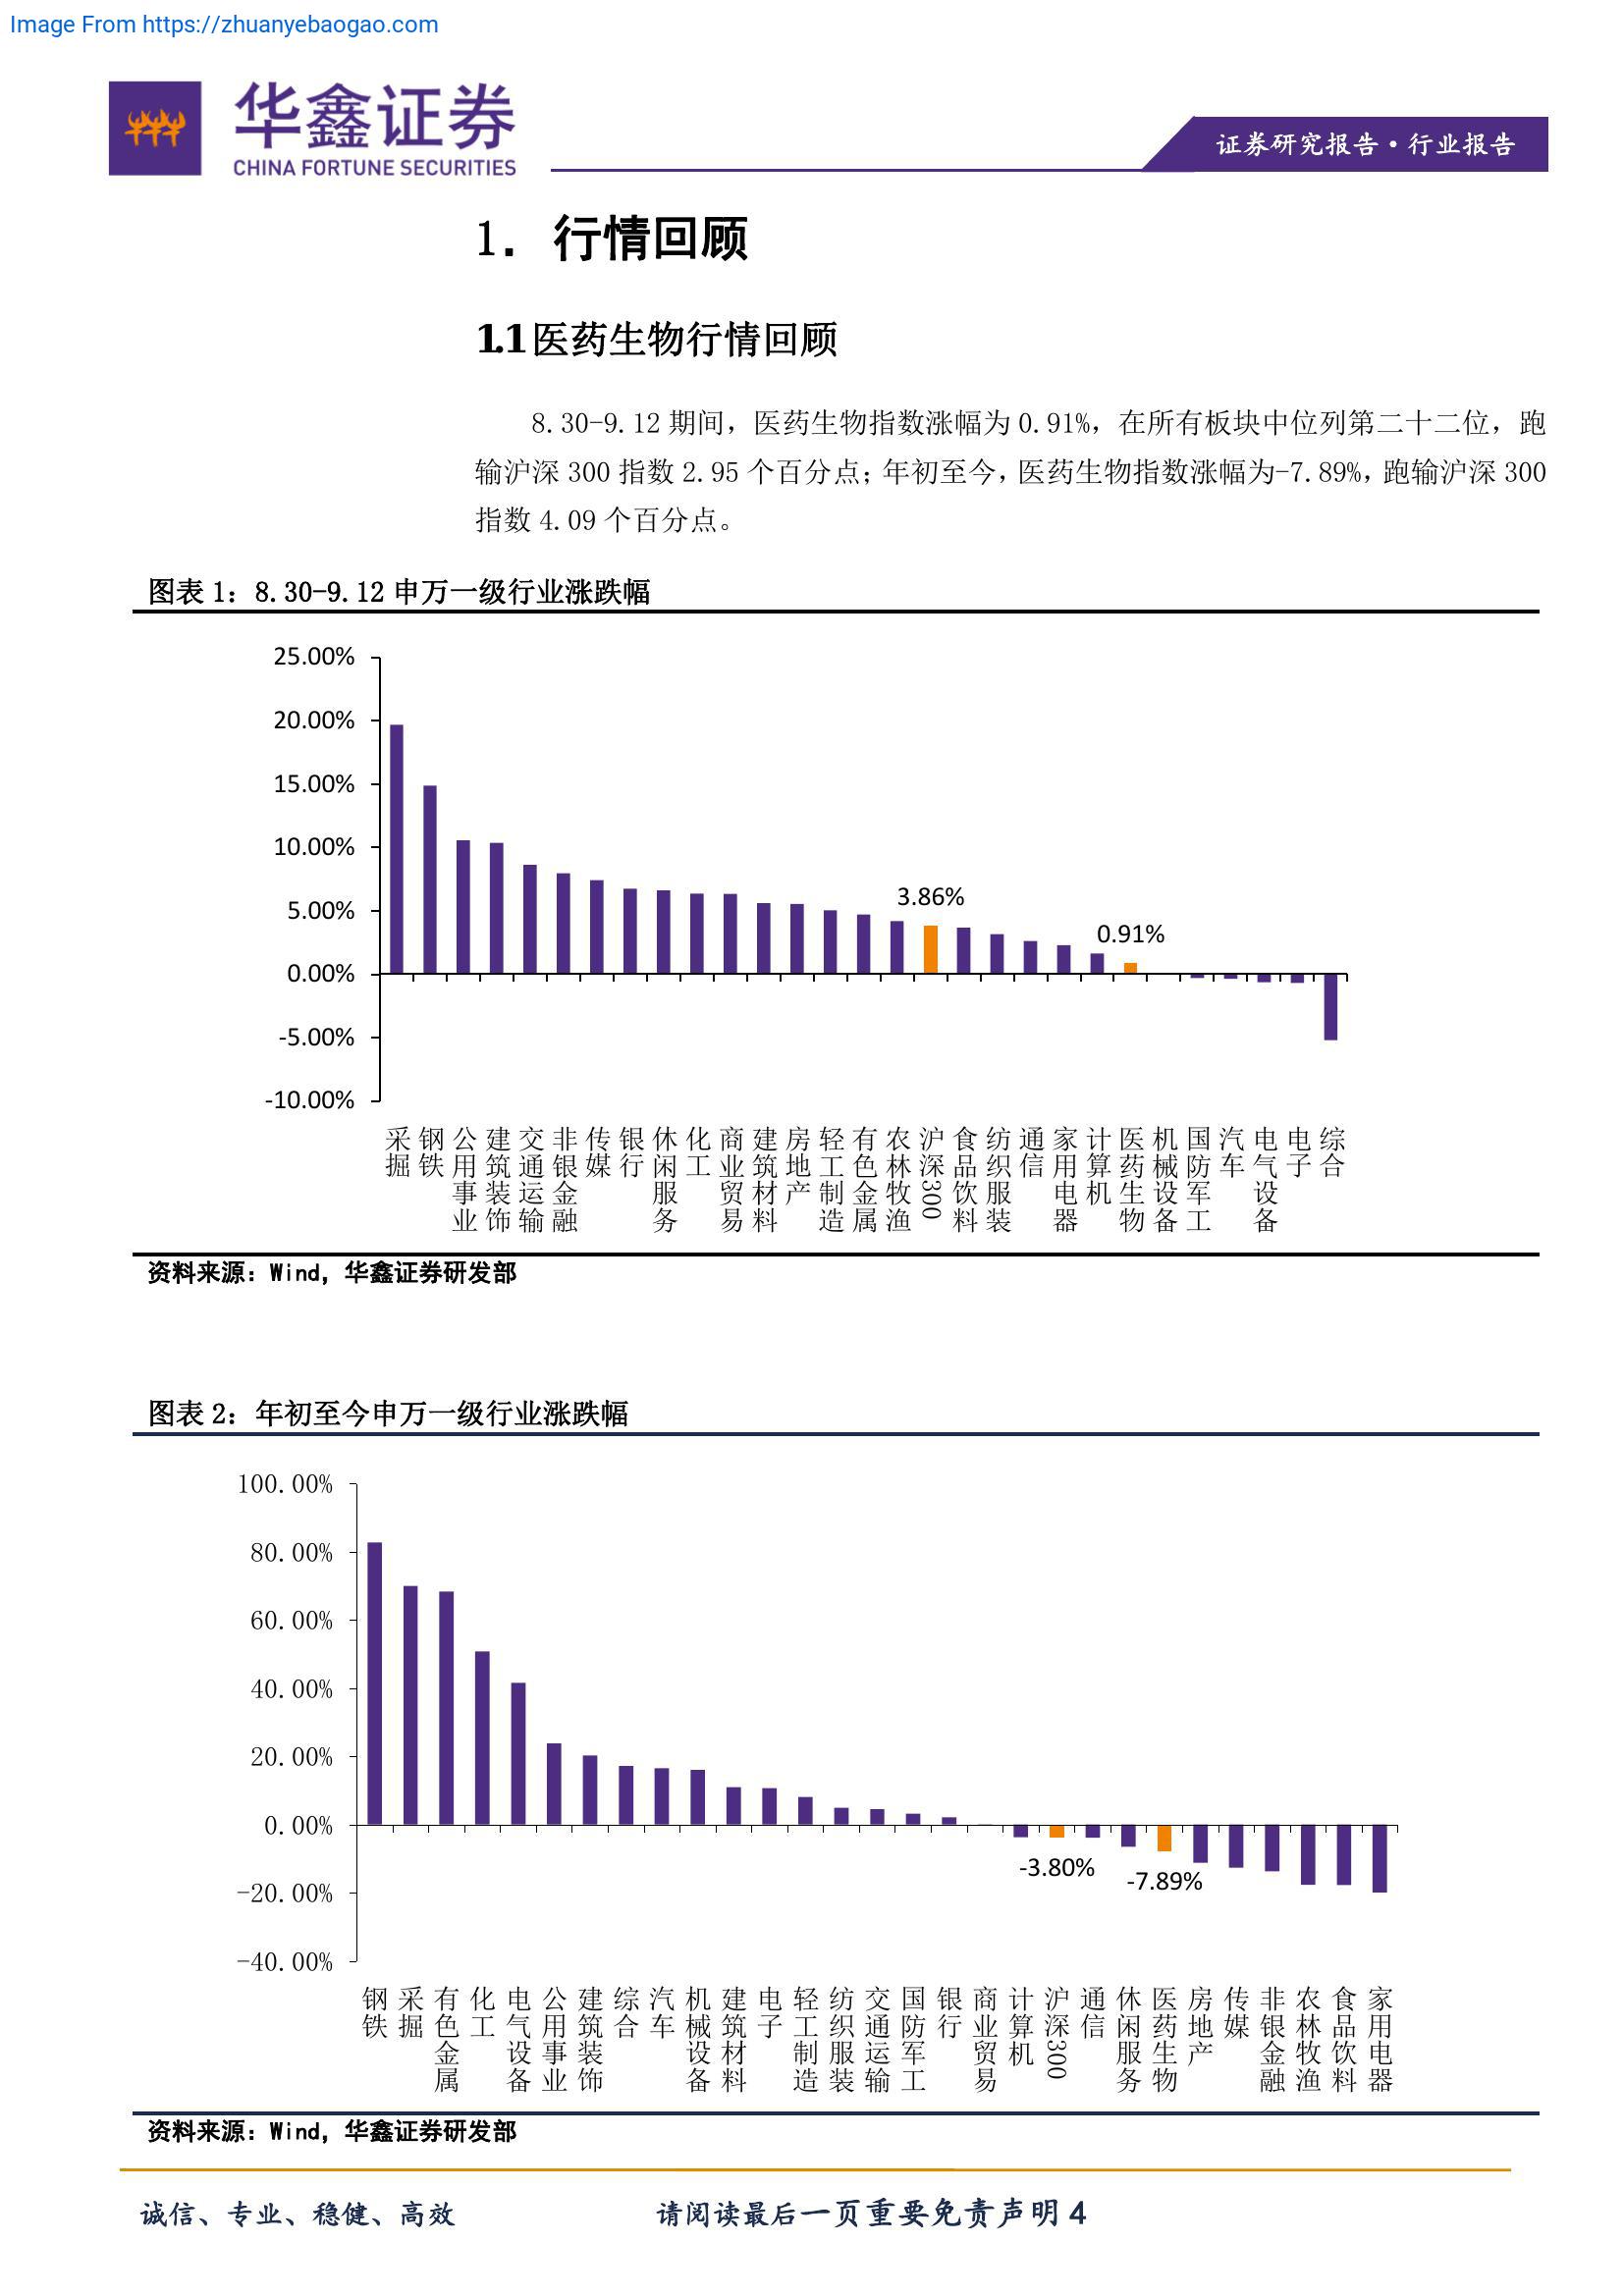 Image From https://zhuanyebaogao.com
华鑫证券
CHINA FORTUNE SECURITIES
证券研究报告·行业报告
1. 行情回顾
1.1医药生物行情回顾
8.30-9.12 期间，医药生物指数涨幅为 0.91%，在所有板块中位列第二十二位，跑
输沪深 300 指数 2.95 个百分点；年初至今，医药生物指数涨幅为-7.89%，跑输沪深 300
指数 4.09 个百分点。
图表 1：8.30-9.12 申万一级行业涨跌幅
25.00%
20.00%
15.00%
10.00%
5.00%
0.00%
-5.00%
-10.00%
3.86%
0.91%
采掘
钢铁
公用事业
建筑装饰
交通运输
非银金融
传媒
银行
休闲服务
化工
商业贸易
建筑材料
房地产
轻工制造
有色金属
农林牧渔
沪深300
食品饮料
纺织服装
通信
家用电器
计算机
医药生物
机械设备
国防军工
汽车
电气设备
电子
综合
资料来源：Wind，华鑫证券研发部
图表 2：年初至今申万一级行业涨跌幅
100.00%
80.00%
60.00%
40.00%
20.00%
0.00%
-20.00%
-40.00%
-3.80%
-7.89%
钢铁
采掘
有色金属
化工
电气设备
公用事业
建筑装饰
综合
汽车
机械设备
建筑材料
电子
轻工制造
纺织服装
交通运输
国防军工
银行
商业贸易
计算机
沪深300
通信
休闲服务
医药生物
房地产
传媒
非银金融
农林牧渔
食品饮料
家用电器
资料来源：Wind，华鑫证券研发部
诚信、专业、稳健、高效
请阅读最后一页重要免责声明 4